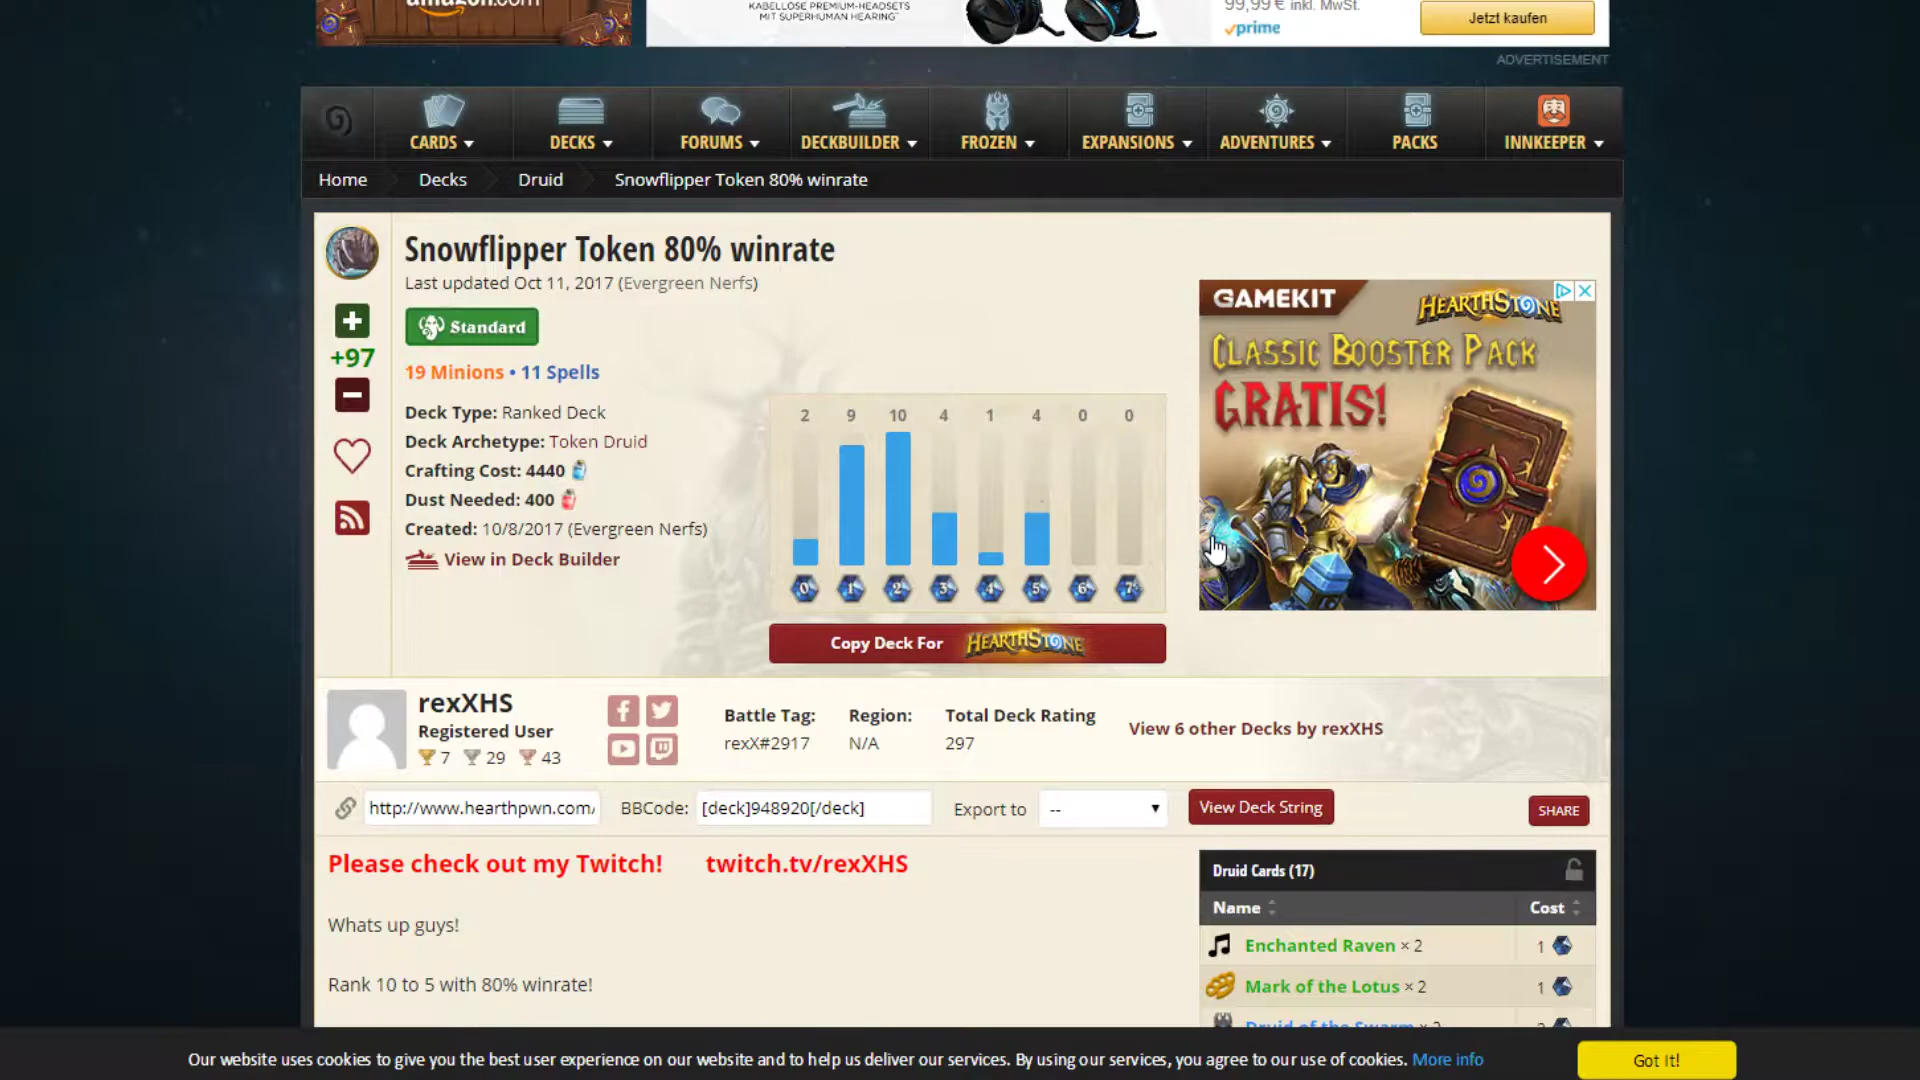 amazon.com
KABELLOSE PREMIUM-HEADSETS
MIT SUPERHUMAN HEARING™
99,99 € inkl. MwSt.
prime
Jetzt kaufen
ADVERTISEMENT
CARDS
DECKS
FORUMS
DECKBUILDER
FROZEN
EXPANSIONS
ADVENTURES
PACKS
INNKEEPER
Home
Decks
Druid
Snowflipper Token 80% winrate
Snowflipper Token 80% winrate
Last updated Oct 11, 2017 (Evergreen Nerfs)
Standard
+97
19 Minions • 11 Spells
Deck Type: Ranked Deck
Deck Archetype: Token Druid
Crafting Cost: 4440
Dust Needed: 400
Created: 10/8/2017 (Evergreen Nerfs)
View in Deck Builder
2 9 10 4 1 4 0 0
0 1 2 3 4 5 6 7
Copy Deck For HEARTHSTONE
GAMEKIT
HEARTHSTONE
CLASSIC BOOSTER PACK
GRATIS!
rexXHS
Registered User
7 29 43
Battle Tag:
rexX#2917
Region:
N/A
Total Deck Rating
297
View 6 other Decks by rexXHS
http://www.hearthpwn.com/
BBCode:
[deck]948920[/deck]
Export to
--
View Deck String
SHARE
Please check out my Twitch! twitch.tv/rexXHS
Whats up guys!
Rank 10 to 5 with 80% winrate!
Druid Cards (17)
Name Cost
Enchanted Raven × 2 1
Mark of the Lotus × 2 1
Druid of the Swarm × 2 2
Our website uses cookies to give you the best user experience on our website and to help us deliver our services. By using our services, you agree to our use of cookies. More info
Got It!